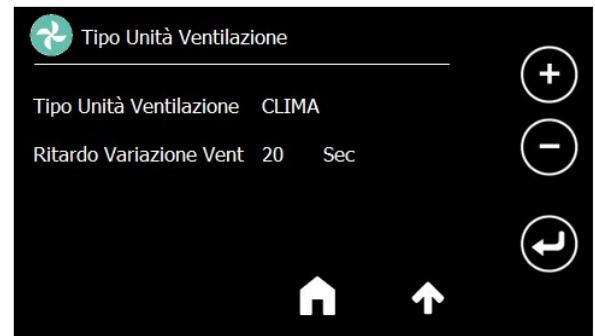 Tipo Unità Ventilazione
Tipo Unità Ventilazione CLIMA
Ritardo Variazione Vent 20 Sec